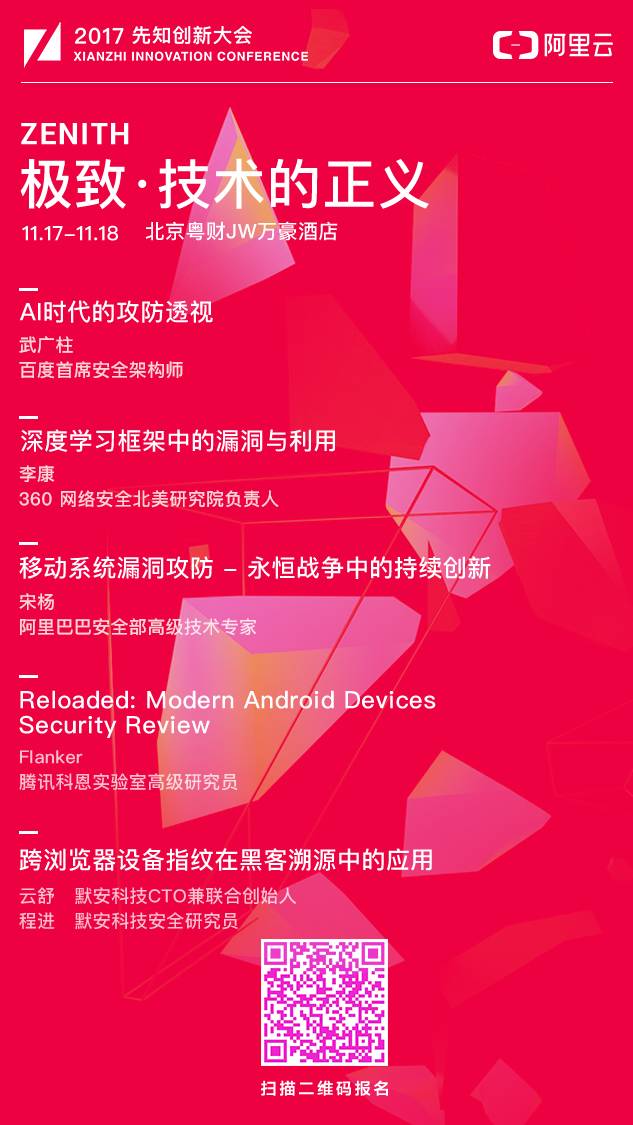 2017 先知创新大会
XIANZHI INNOVATION CONFERENCE
阿里云
ZENITH
极致·技术的正义
11.17–11.18 北京粤财JW万豪酒店
AI时代的攻防透视
武广柱
百度首席安全架构师
深度学习框架中的漏洞与利用
李康
360 网络安全北美研究院负责人
移动系统漏洞攻防 – 永恒战争中的持续创新
宋杨
阿里巴巴安全部高级技术专家
Reloaded: Modern Android Devices
Security Review
Flanker
腾讯科恩实验室高级研究员
跨浏览器设备指纹在黑客溯源中的应用
云舒 默安科技CTO兼联合创始人
程进 默安科技安全研究员
扫描二维码报名